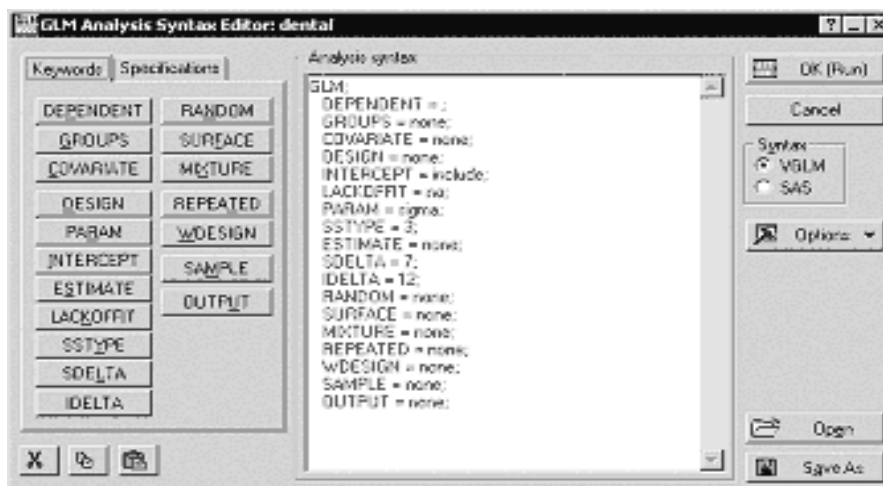 GLM Analysis Syntax Editor: dental
Keywords
Specifications
DEPENDENT
RANDOM
GROUPS
SURFACE
COVARIATE
MIXTURE
DESIGN
REPEATED
PARAM
WDESIGN
INTERCEPT
SAMPLE
ESTIMATE
OUTPUT
LACKOFFIT
SSTYPE
SDELTA
IDELTA
Analysis syntax
GLM;
DEPENDENT = ;
GROUPS = none;
COVARIATE = none;
DESIGN = none;
INTERCEPT = include;
LACKOFFIT = no;
PARAM = sigma;
SSTYPE = 3;
ESTIMATE = none;
SDELTA = 7;
IDELTA = 12;
RANDOM = none;
SURFACE = none;
MIXTURE = none;
REPEATED = none;
WDESIGN = none;
SAMPLE = none;
OUTPUT = none;
OK (Run)
Cancel
Syntax
VGLM
SAS
Options
Open
Save As